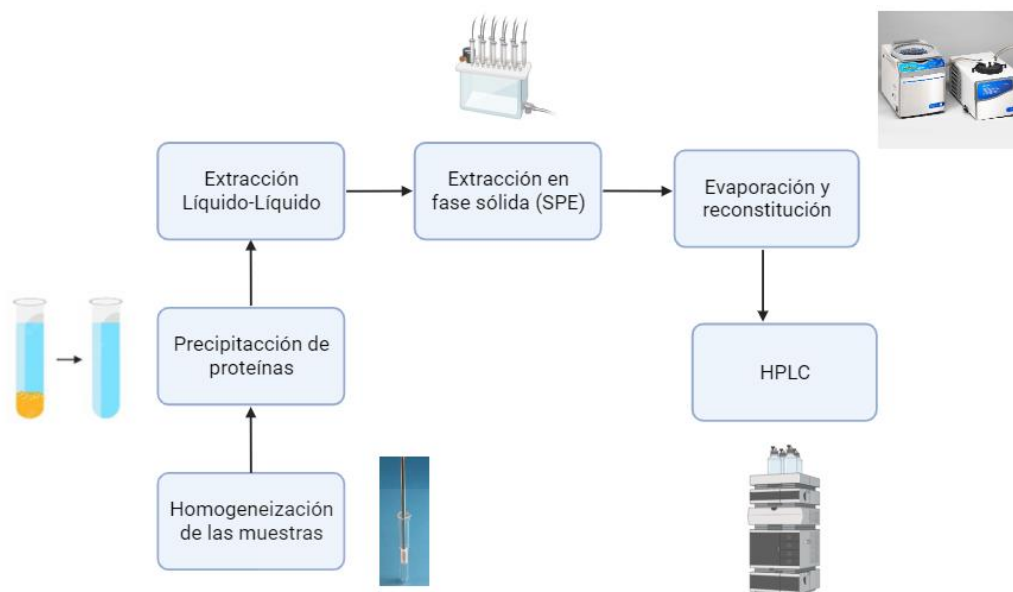 Homogeneización
de las muestras
Precipitacción de
proteínas
Extracción
Líquido-Líquido
Extracción en
fase sólida (SPE)
Evaporación y
reconstitución
HPLC